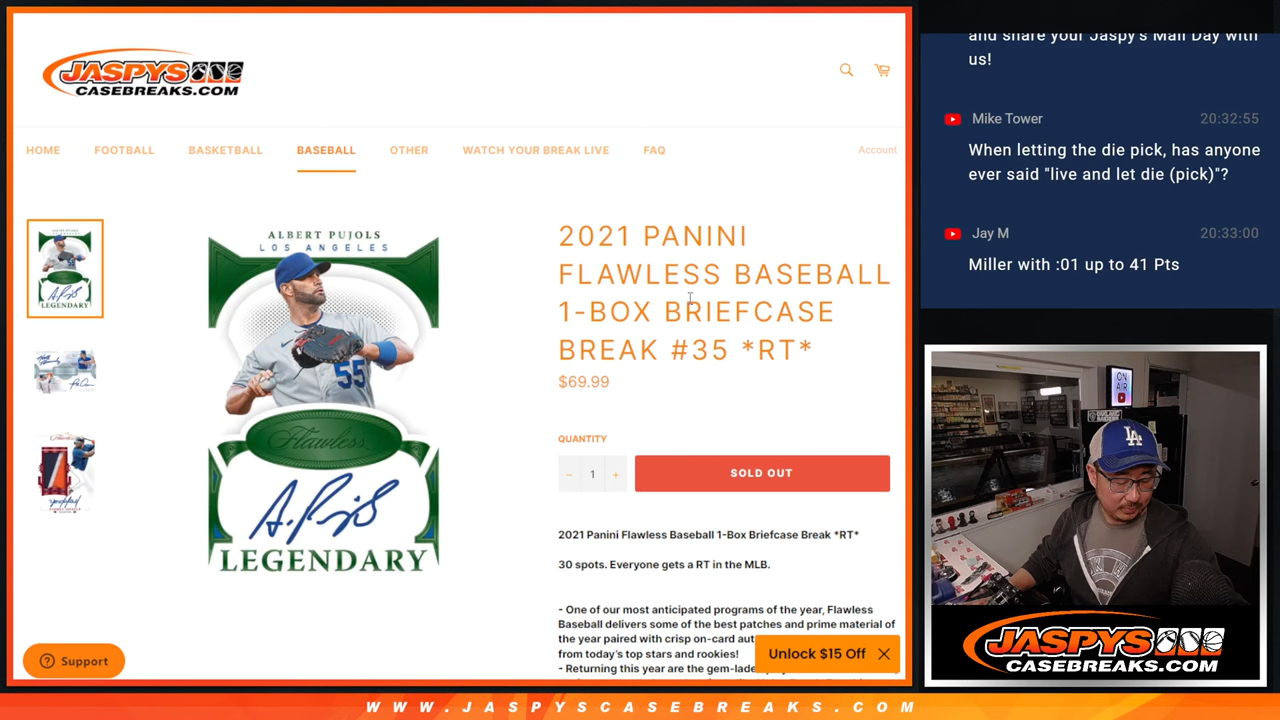 JASPYS
CASEBREAKS.COM
HOME FOOTBALL BASKETBALL BASEBALL OTHER WATCH YOUR BREAK LIVE FAQ Account
ALBERT PUJOLS
LOS ANGELES
55
Flawless
LEGENDARY
LEGENDARY
2021 PANINI
FLAWLESS BASEBALL
1-BOX BRIEFCASE
BREAK #35 *RT*
$69.99
QUANTITY
− 1 +
SOLD OUT
2021 Panini Flawless Baseball 1-Box Briefcase Break *RT*
30 spots. Everyone gets a RT in the MLB.
- One of our most anticipated programs of the year, Flawless
Baseball delivers some of the best patches and prime material of
the year paired with crisp on-card
from today's top stars and rookies!
- Returning this year are the
Support
Unlock $15 Off
and share your Jaspy's Mail Day with
us!
Mike Tower 20:32:55
When letting the die pick, has anyone
ever said "live and let die (pick)"?
Jay M 20:33:00
Miller with :01 up to 41 Pts
ON
AIR
LA
JASPYS
CASEBREAKS.COM
WWW.JASPYSCASEBREAKS.COM